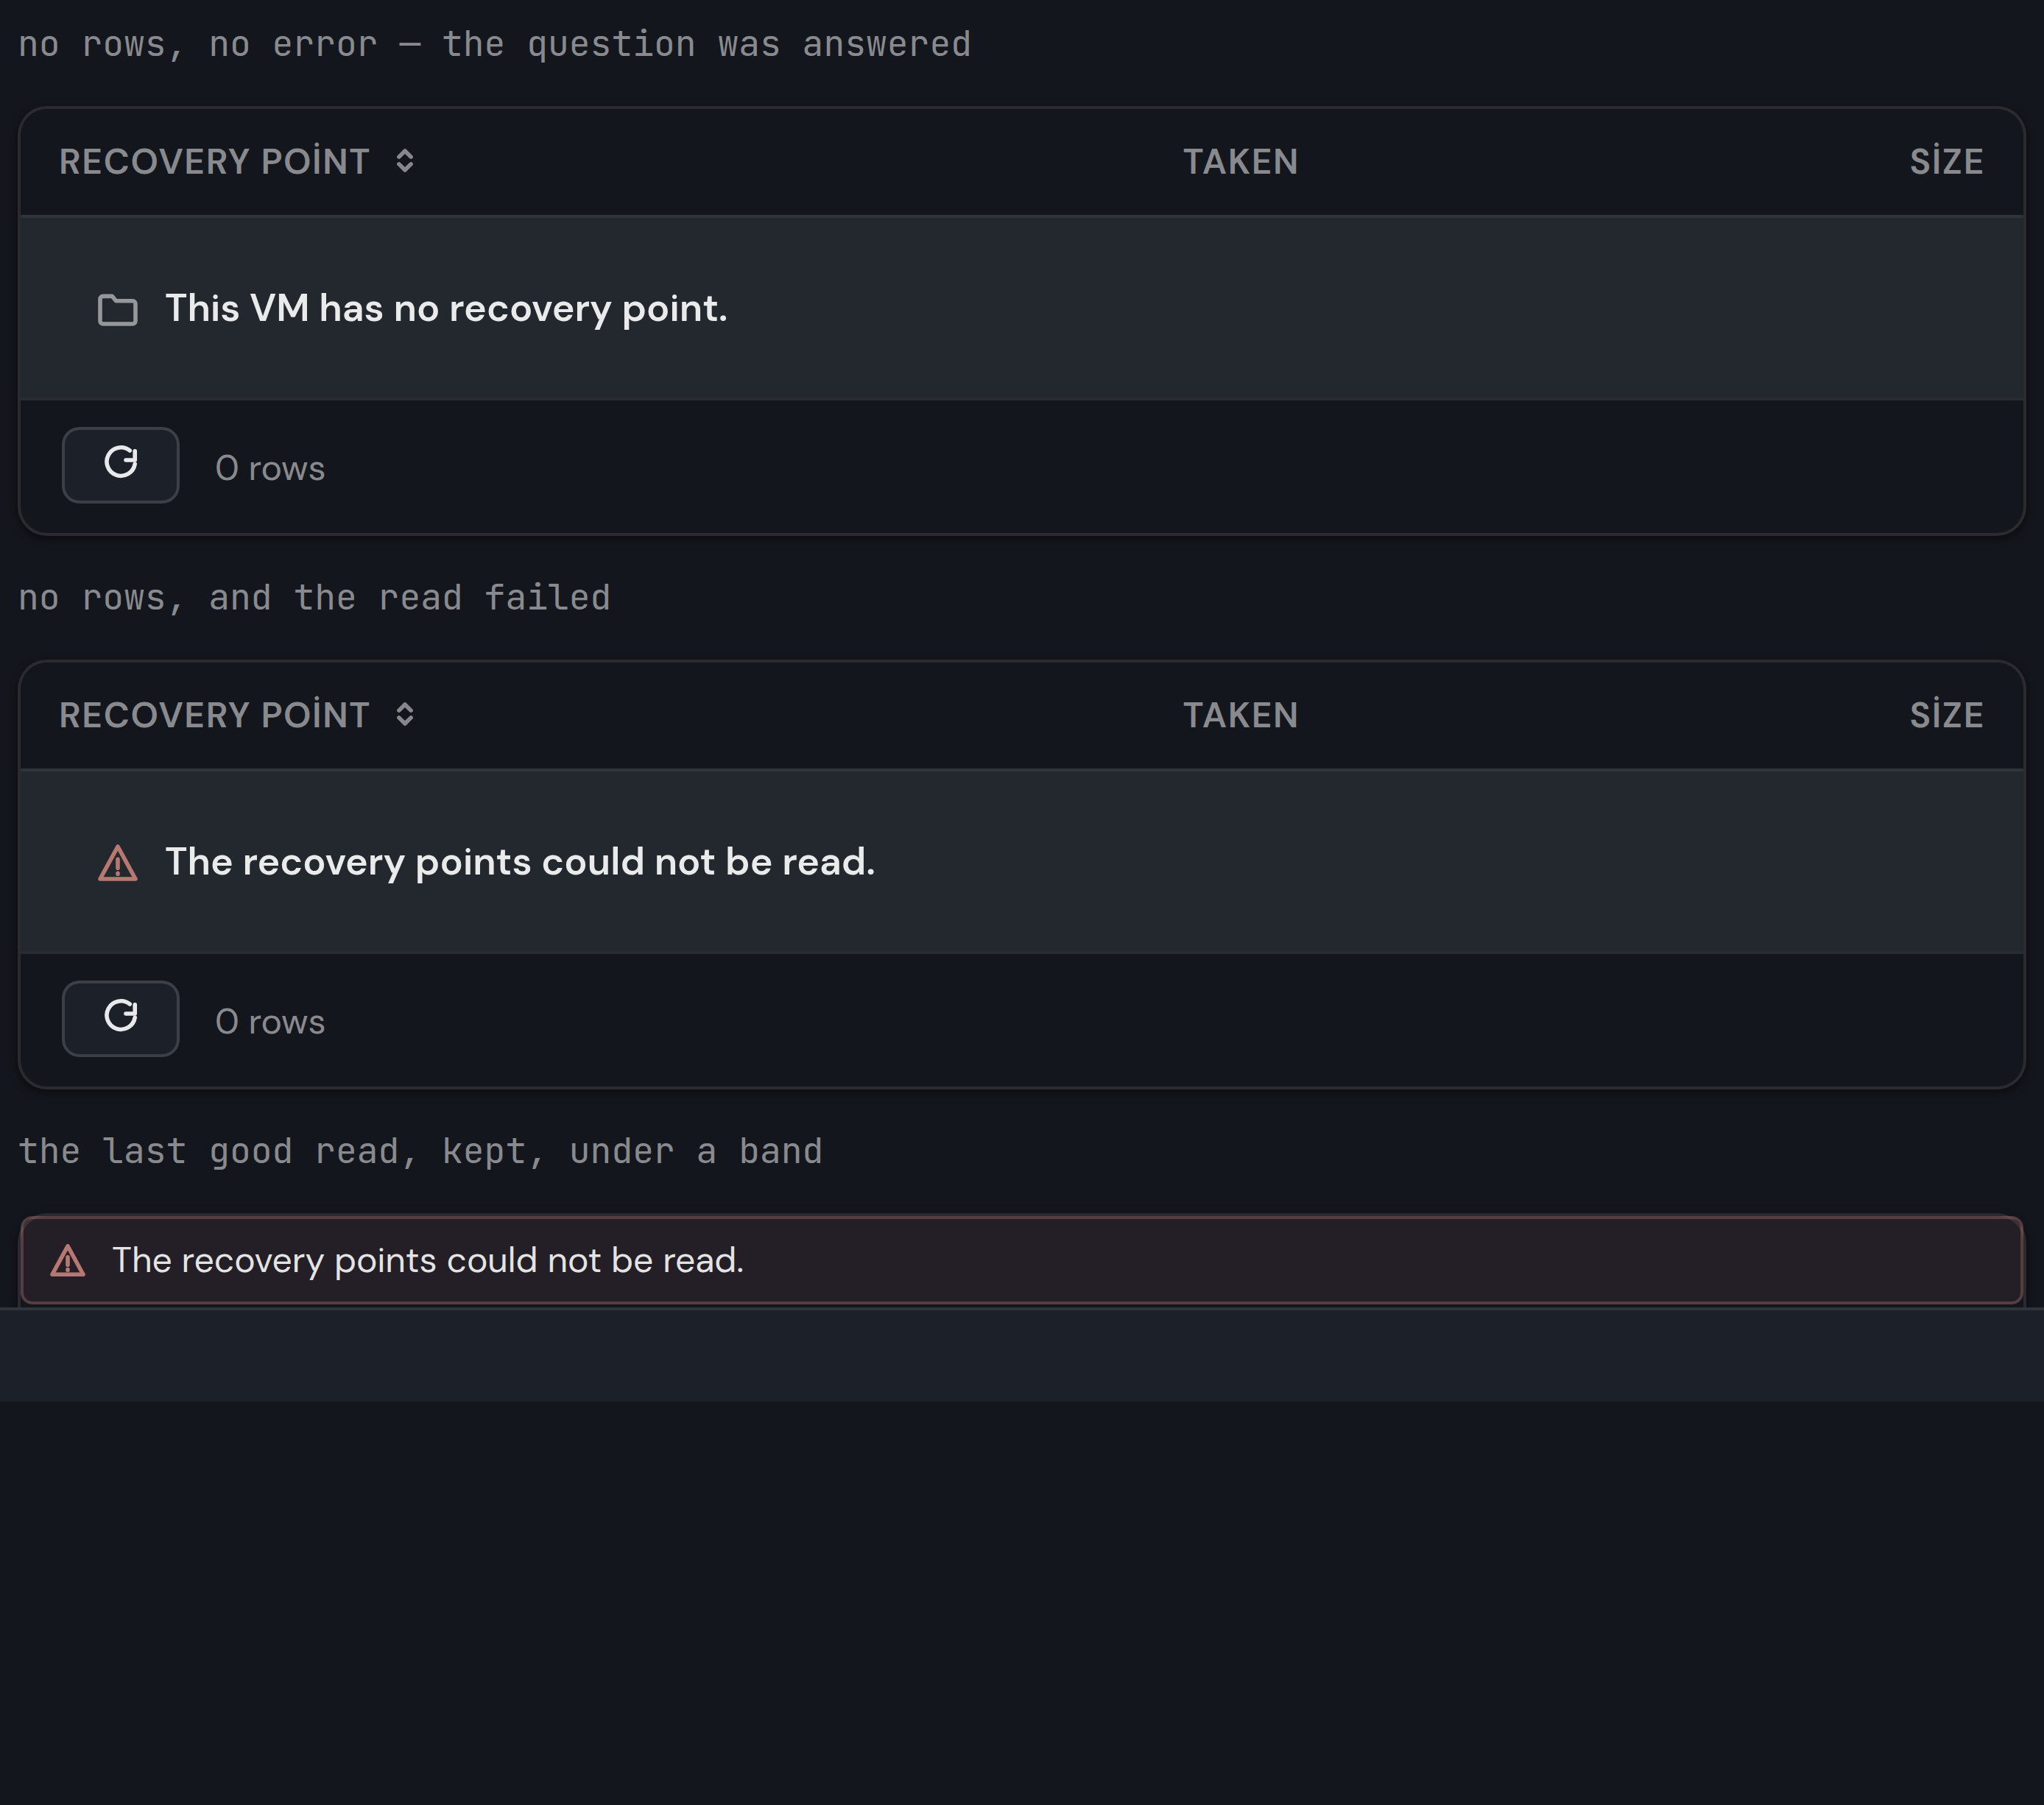 no rows, no error — the question was answered
RECOVERY POİNT TAKEN SİZE
This VM has no recovery point.
0 rows
no rows, and the read failed
RECOVERY POİNT TAKEN SİZE
The recovery points could not be read.
0 rows
the last good read, kept, under a band
The recovery points could not be read.